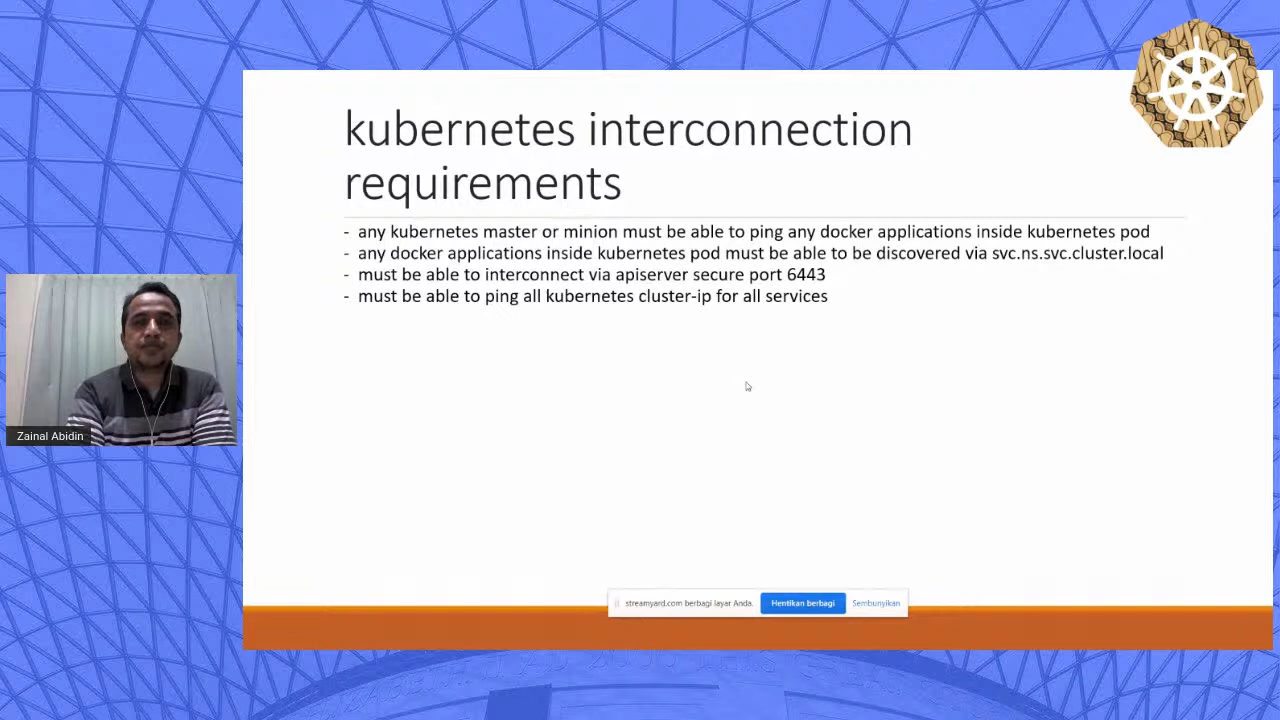 kubernetes interconnection
requirements
- any kubernetes master or minion must be able to ping any docker applications inside kubernetes pod
- any docker applications inside kubernetes pod must be able to be discovered via svc.ns.svc.cluster.local
- must be able to interconnect via apiserver secure port 6443
- must be able to ping all kubernetes cluster-ip for all services
Zainal Abidin
streamyard.com berbagi layar Anda. Hentikan berbagi Sembunyikan